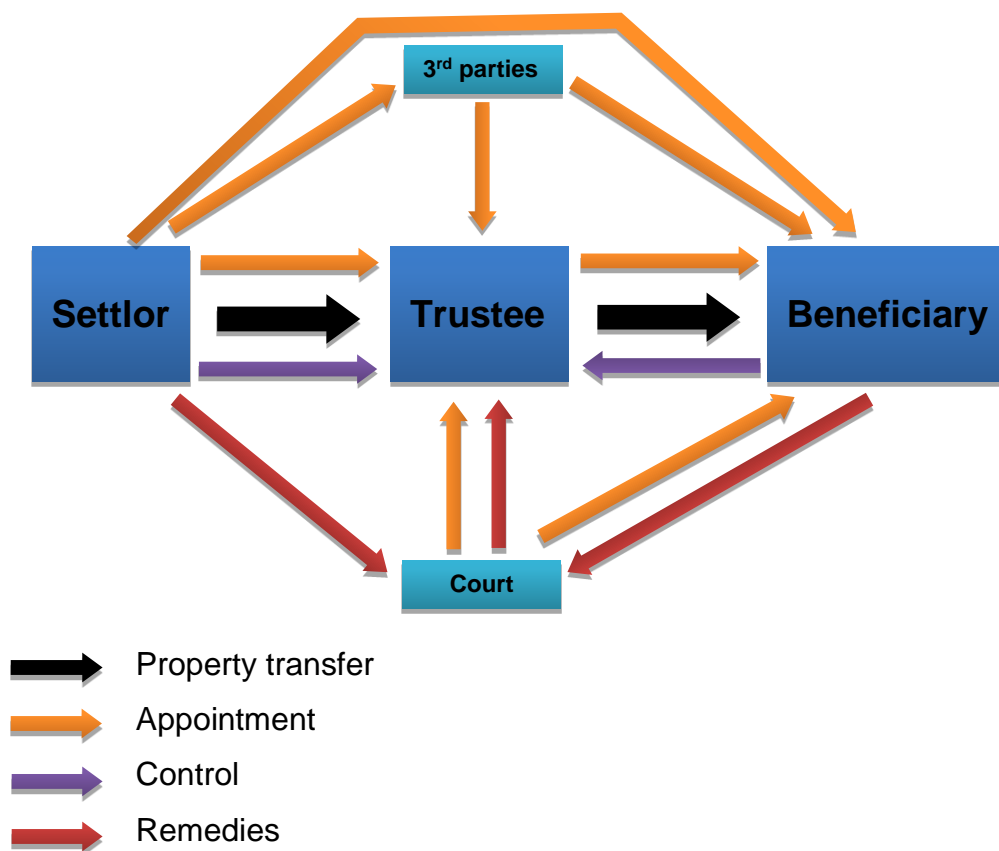 3rd parties
Settlor
Trustee
Beneficiary
Court
Property transfer
Appointment
Control
Remedies